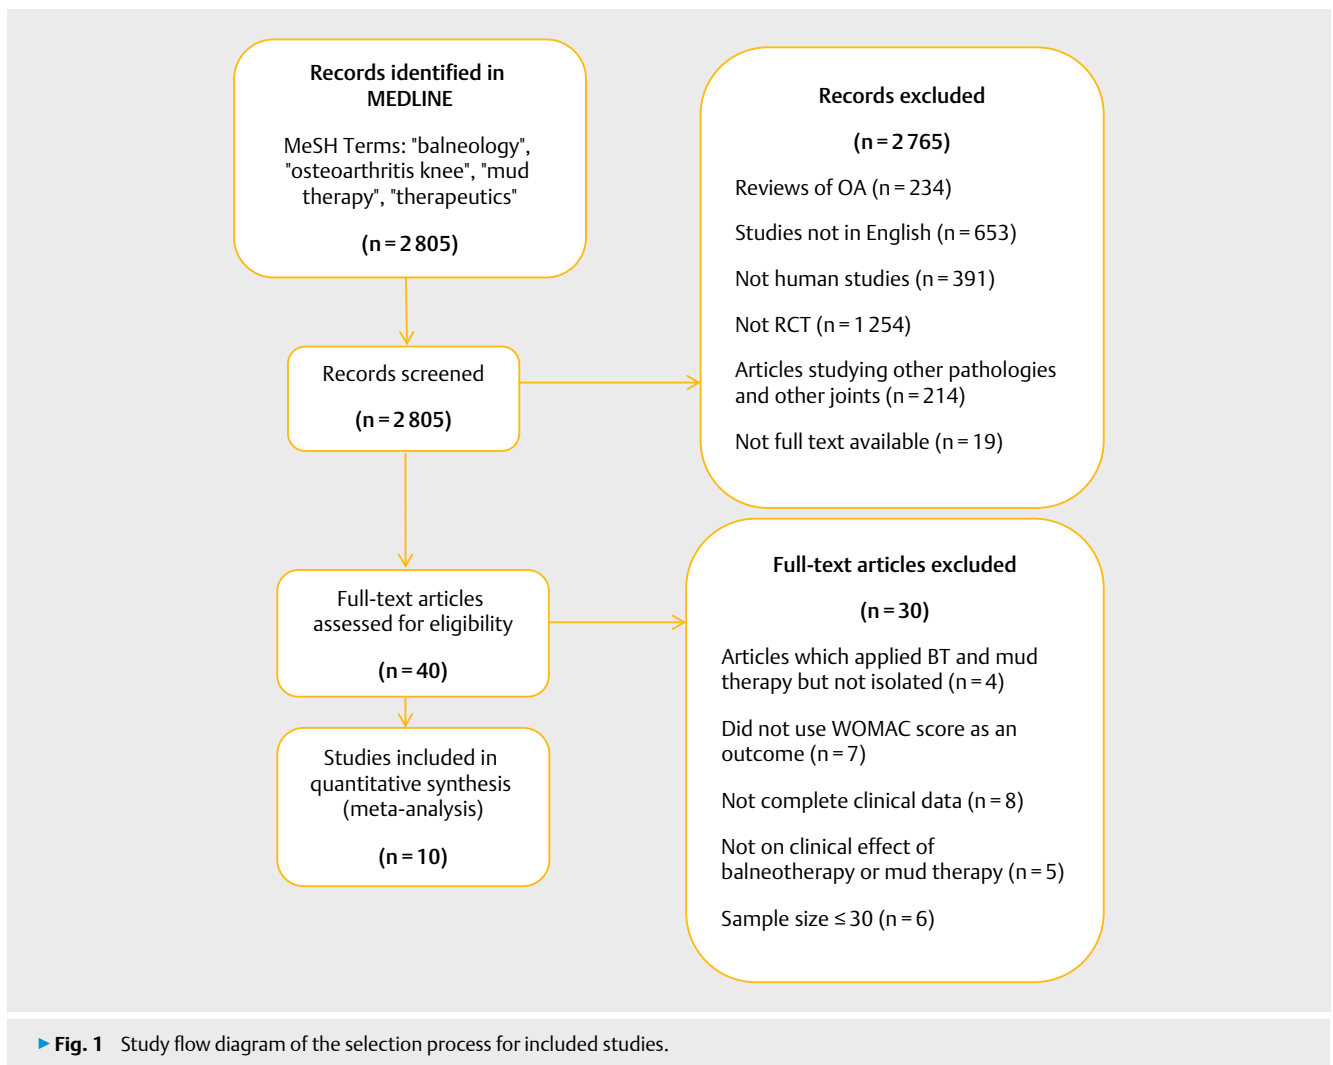 Records identified in
MEDLINE
MeSH Terms: "balneology",
"osteoarthritis knee", "mud
therapy", "therapeutics"
(n = 2 805)
Records screened
(n = 2 805)
Records excluded
(n = 2 765)
Reviews of OA (n = 234)
Studies not in English (n = 653)
Not human studies (n = 391)
Not RCT (n = 1 254)
Articles studying other pathologies
and other joints (n = 214)
Not full text available (n = 19)
Full-text articles
assessed for eligibility
(n = 40)
Full-text articles excluded
(n = 30)
Articles which applied BT and mud
therapy but not isolated (n = 4)
Did not use WOMAC score as an
outcome (n = 7)
Not complete clinical data (n = 8)
Not on clinical effect of
balneotherapy or mud therapy (n = 5)
Sample size ≤ 30 (n = 6)
Studies included in
quantitative synthesis
(meta-analysis)
(n = 10)
▶ Fig. 1 Study flow diagram of the selection process for included studies.